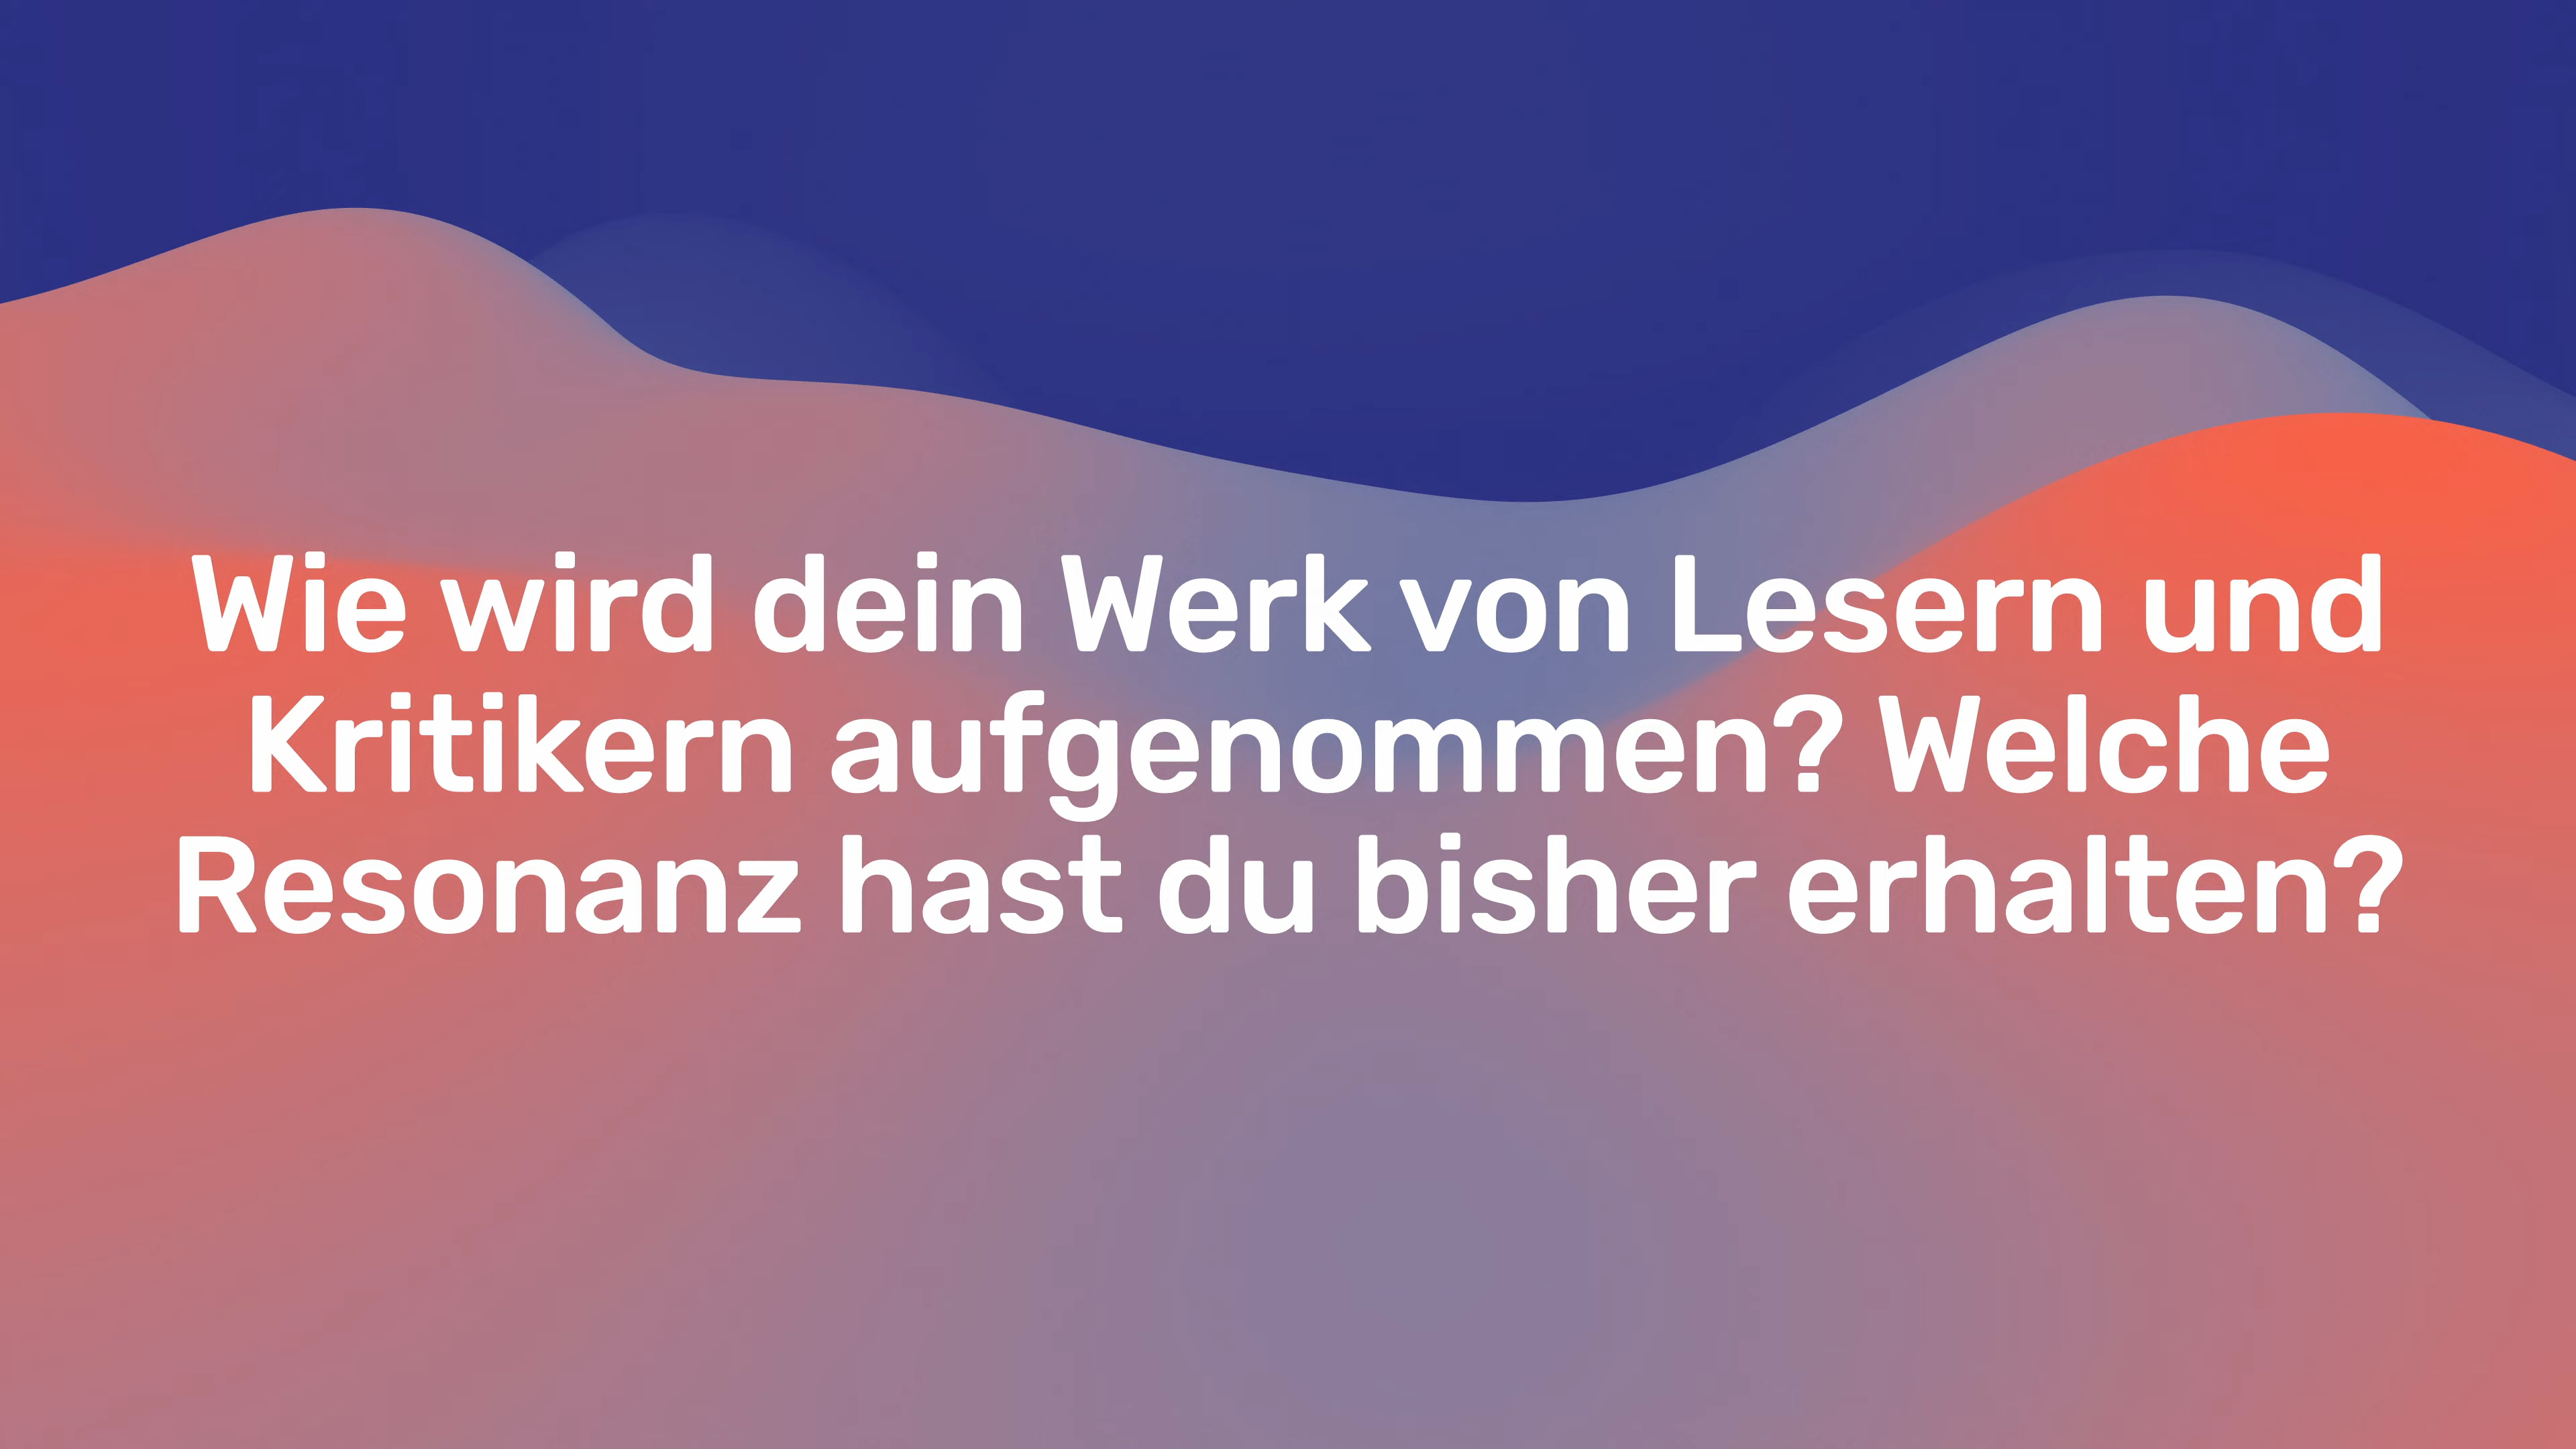 Wie wird dein Werk von Lesern und
Kritikern aufgenommen? Welche
Resonanz hast du bisher erhalten?